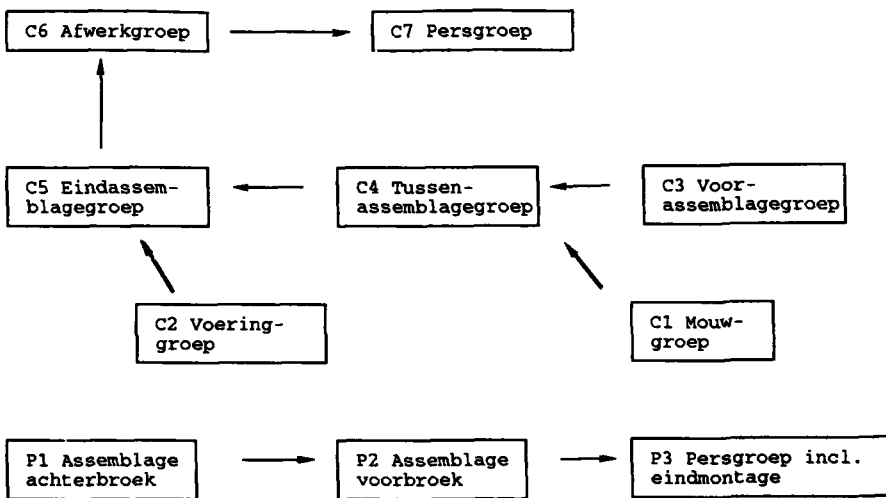 C6 Afwerkgroep
C7 Persgroep
C5 Eindassem-
blagegroep
C4 Tussen-
assemblagegroep
C3 Voor-
assemblagegroep
C2 Voering-
groep
C1 Mouw-
groep
P1 Assemblage
achterbroek
P2 Assemblage
voorbroek
P3 Persgroep incl.
eindmontage